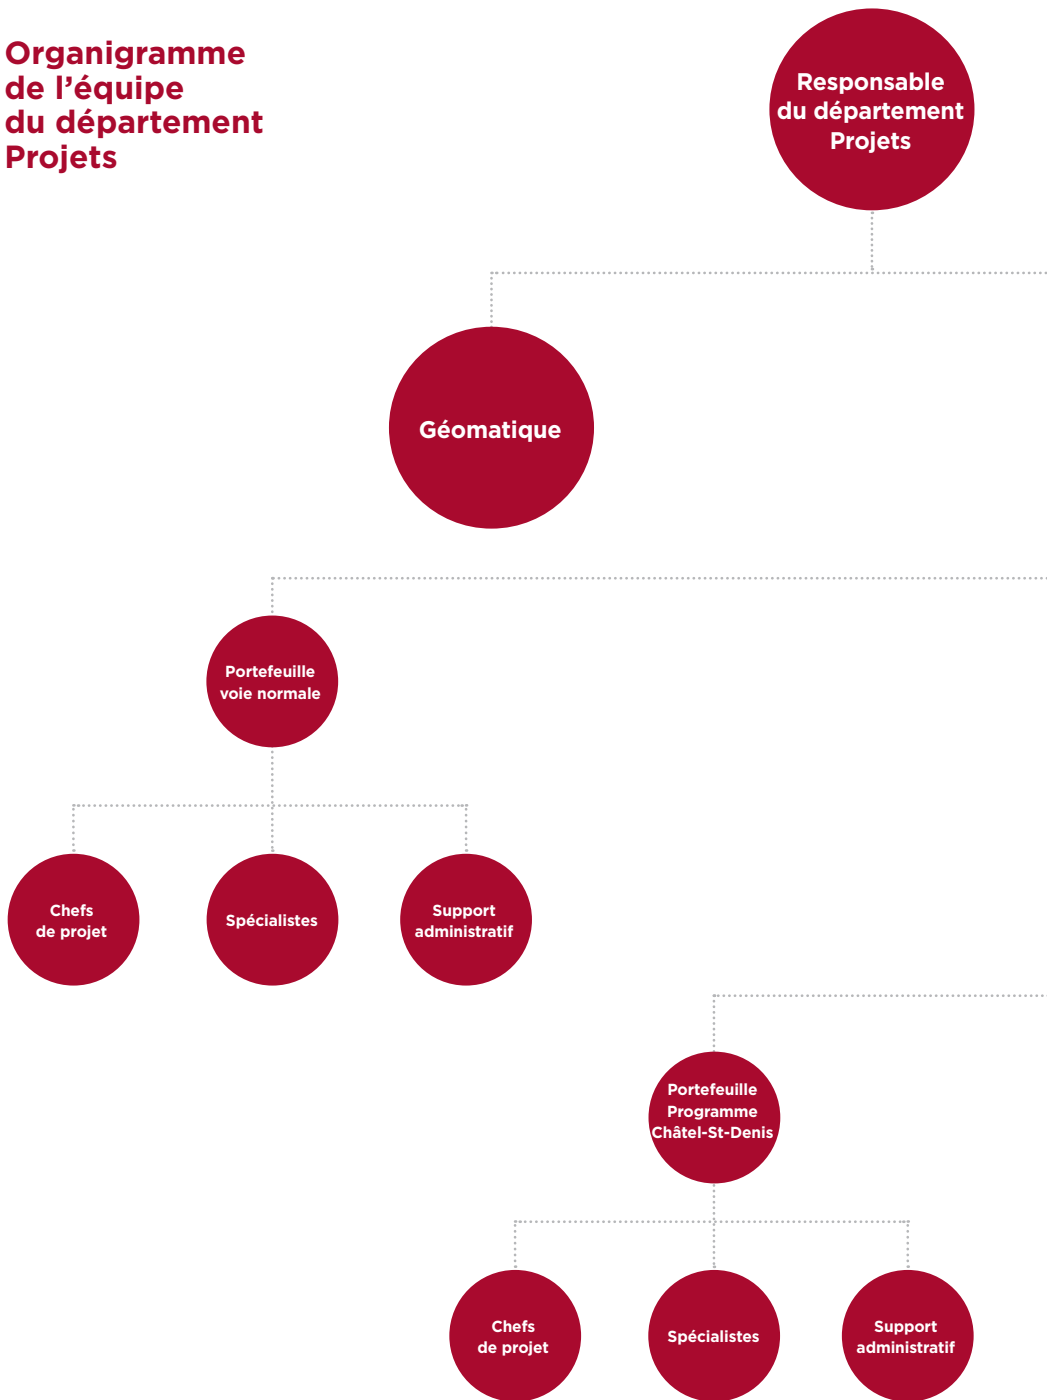 Organigramme
de l’équipe
du département
Projets
Responsable
du département
Projets
Géomatique
Portefeuille
voie normale
Chefs
de projet
Spécialistes
Support
administratif
Portefeuille
Programme
Châtel-St-Denis
Chefs
de projet
Spécialistes
Support
administratif